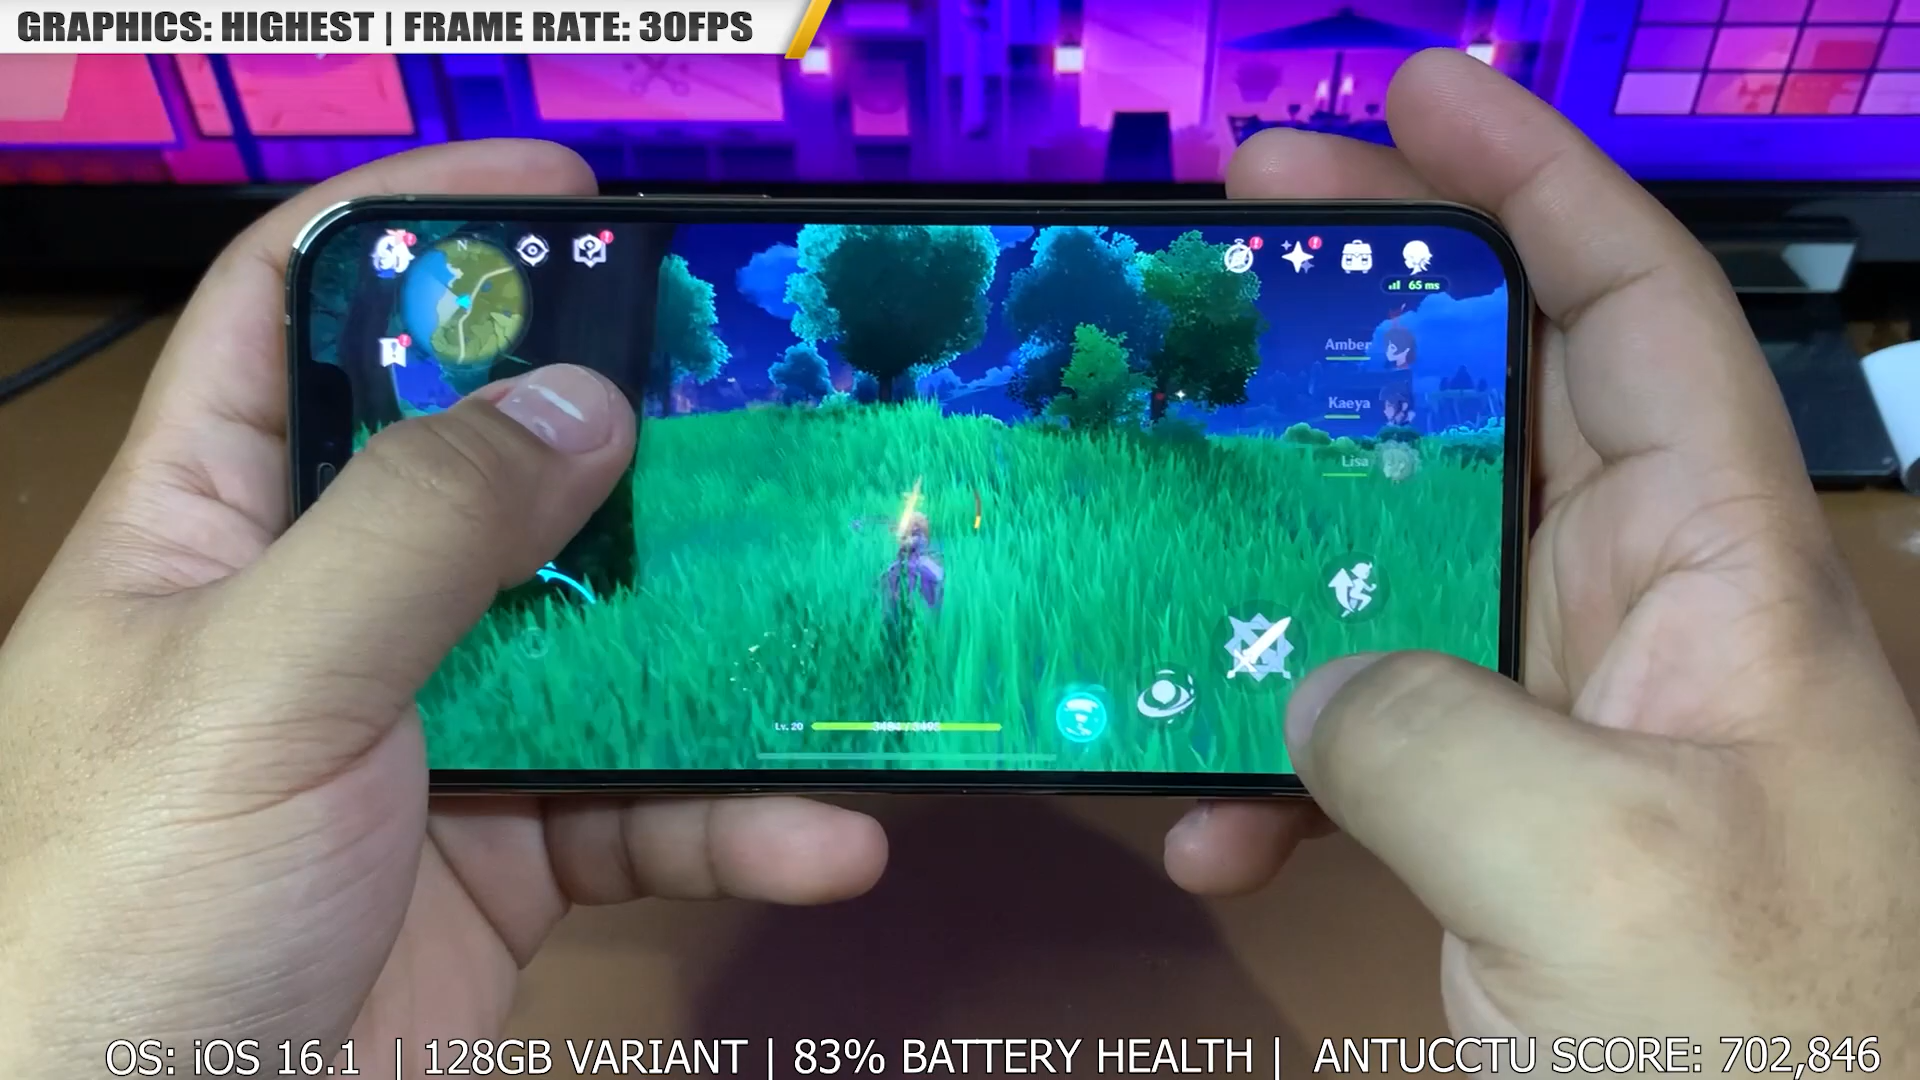 GRAPHICS: HIGHEST | FRAME RATE: 30FPS
N
65 ms
Amber
Kaeya
Lisa
Lv. 20
OS: iOS 16.1 | 128GB VARIANT | 83% BATTERY HEALTH | ANTUCCTU SCORE: 702,846